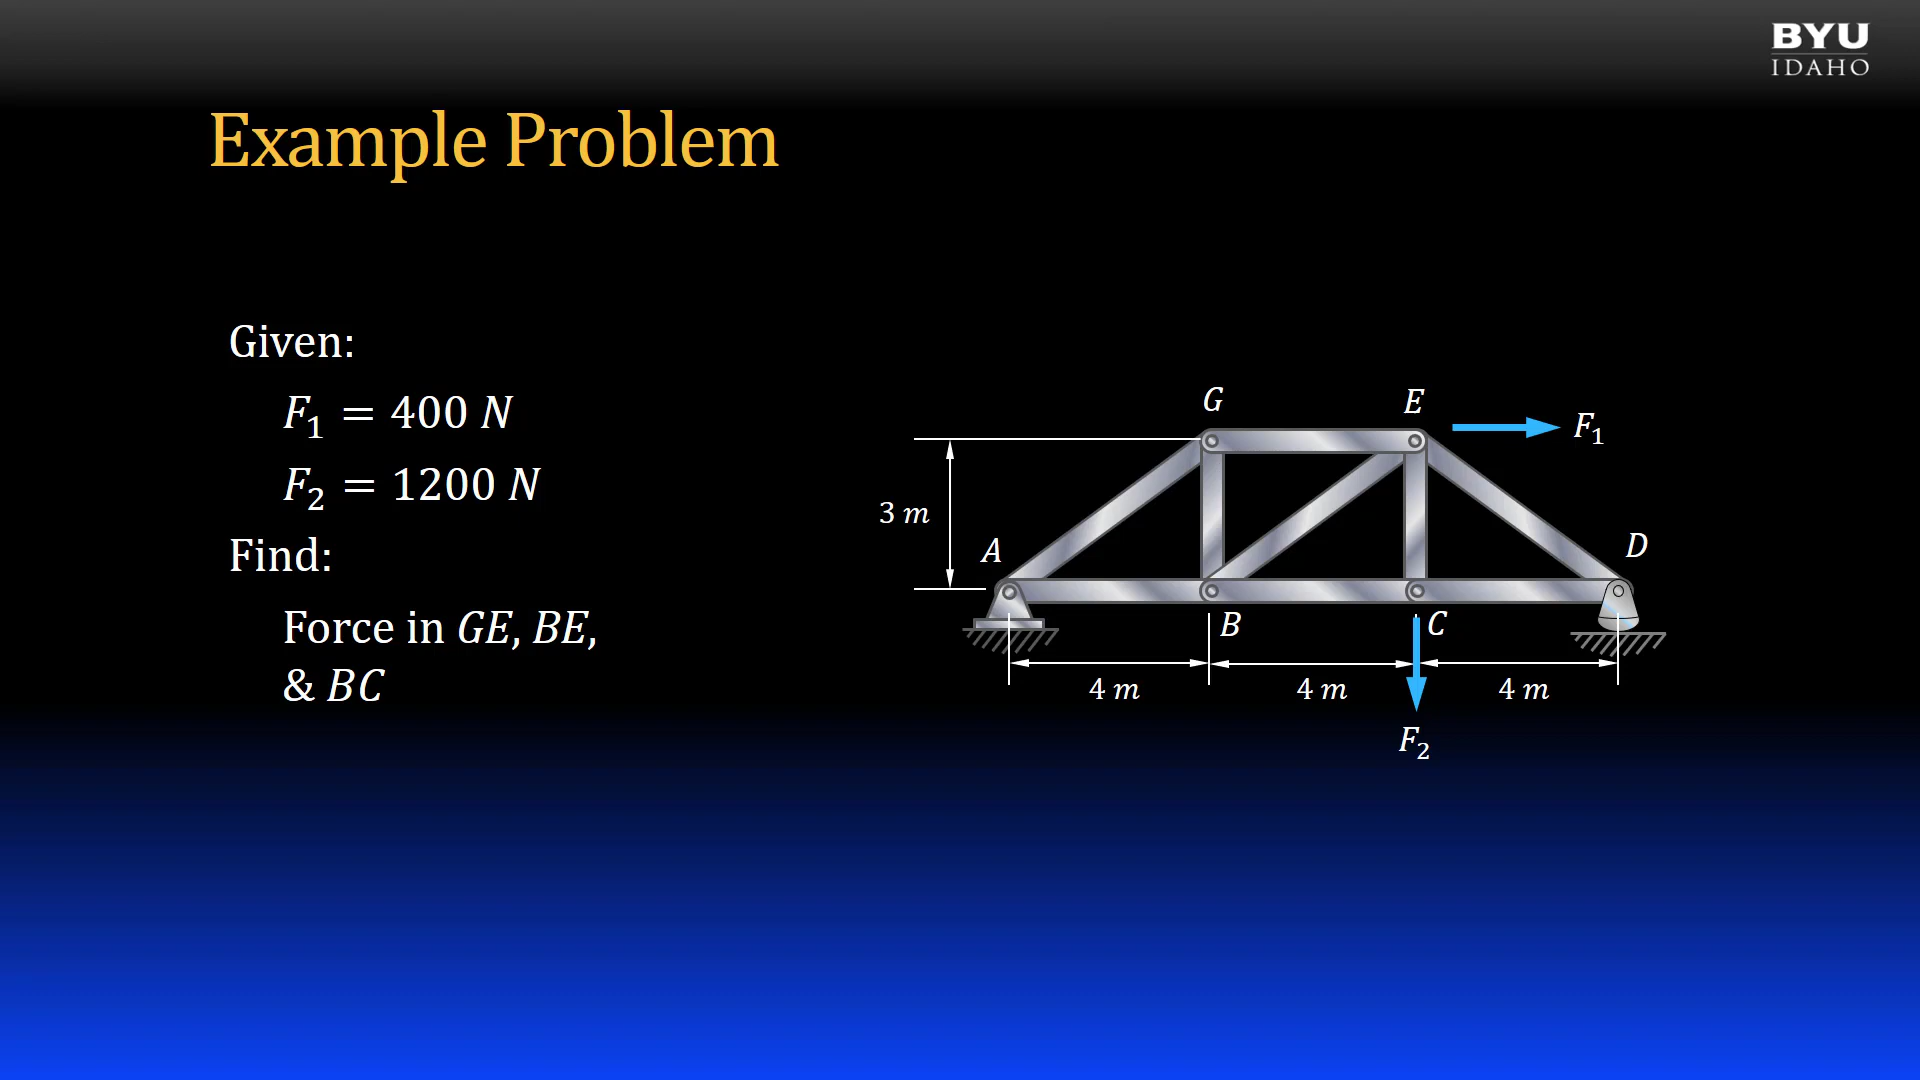 BYU
IDAHO
Example Problem
Given:
F₁ = 400 N
F₂ = 1200 N
Find:
Force in GE, BE,
& BC
G
E
F₁
3 m
A
D
B
C
4 m
4 m
4 m
F₂